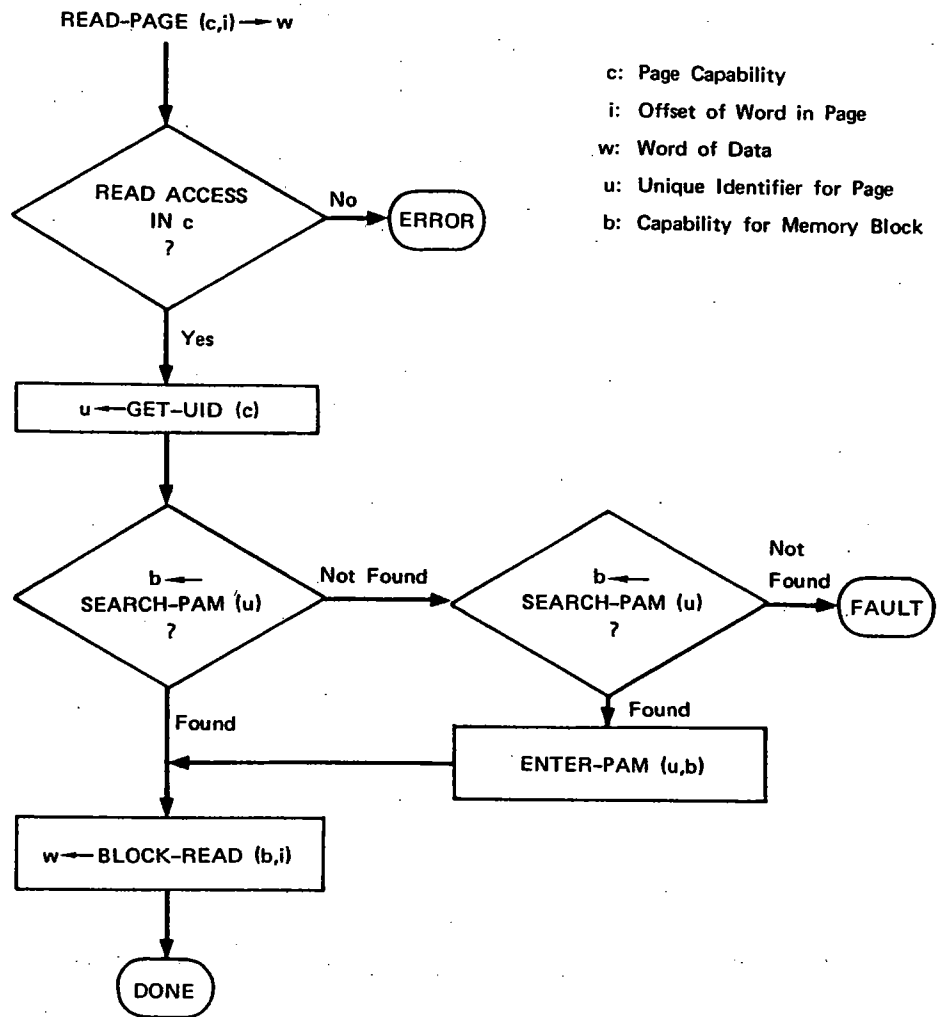 READ-PAGE (c,i) → w
c: Page Capability
i: Offset of Word in Page
w: Word of Data
u: Unique Identifier for Page
b: Capability for Memory Block
READ ACCESS
IN c
?
No
ERROR
Yes
u ← GET-UID (c)
b ←
SEARCH-PAM (u)
?
Not Found
b ←
SEARCH-PAM (u)
?
Not
Found
FAULT
Found
Found
ENTER-PAM (u,b)
w ← BLOCK-READ (b,i)
DONE